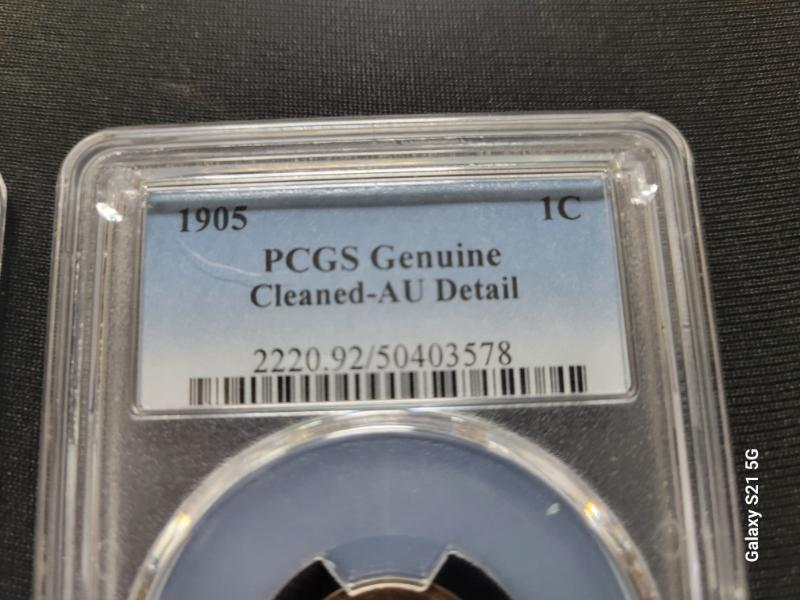 1905 1C
PCGS Genuine
Cleaned-AU Detail
2220.92/50403578
Galaxy S21 5G